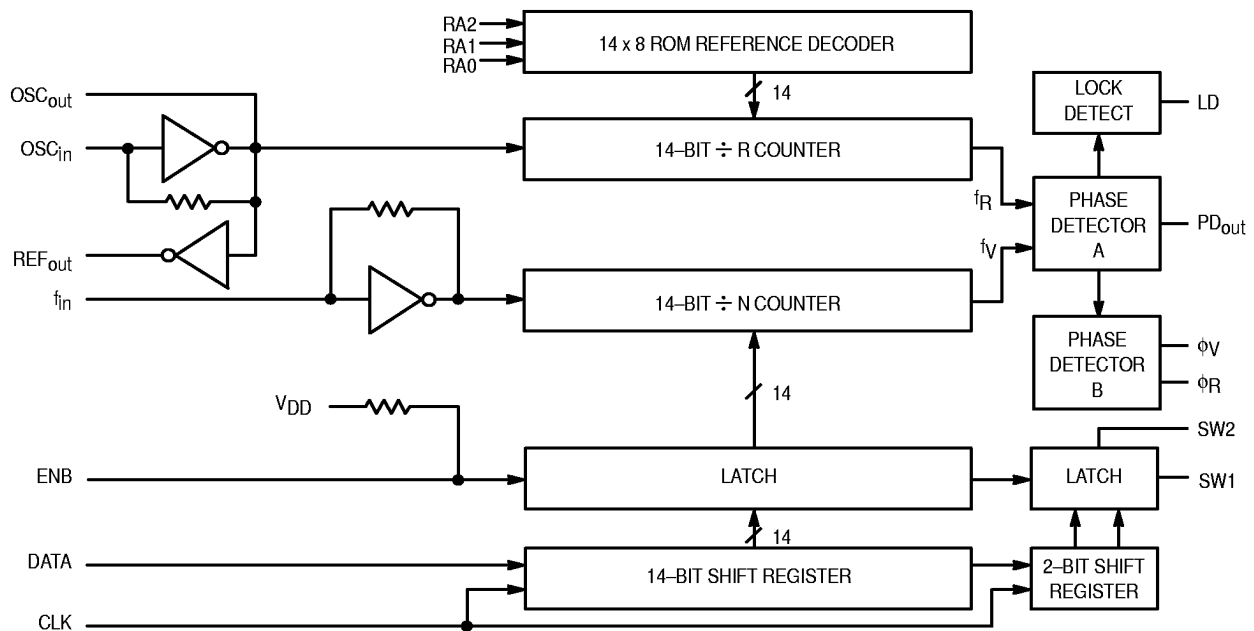 RA2
RA1
RA0
14 x 8 ROM REFERENCE DECODER
14
OSCout
OSCin
REFout
fin
14–BIT ÷ R COUNTER
fR
fV
LOCK
DETECT
LD
PHASE
DETECTOR
A
PDout
14–BIT ÷ N COUNTER
PHASE
DETECTOR
B
ϕV
ϕR
14
VDD
ENB
LATCH
LATCH
SW2
SW1
14
DATA
14–BIT SHIFT REGISTER
2–BIT SHIFT
REGISTER
CLK